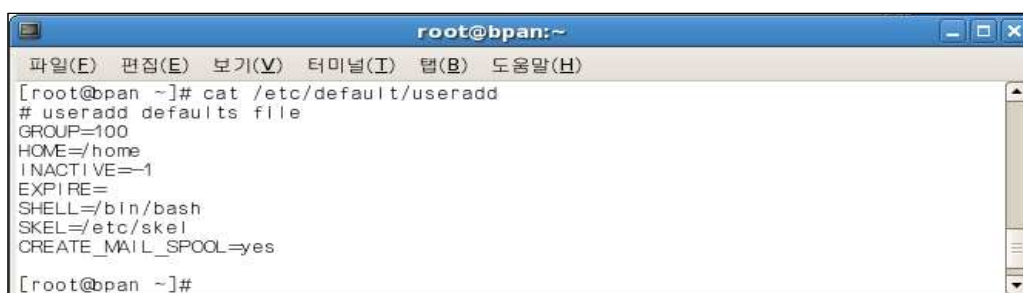 root@bpan:~
파일(F) 편집(E) 보기(V) 터미널(T) 탭(B) 도움말(H)
[root@bpan ~]# cat /etc/default/useradd
# useradd defaults file
GROUP=100
HOME=/home
INACTIVE=-1
EXPIRE=
SHELL=/bin/bash
SKEL=/etc/skel
CREATE_MAIL_SPOOL=yes
[root@bpan ~]#